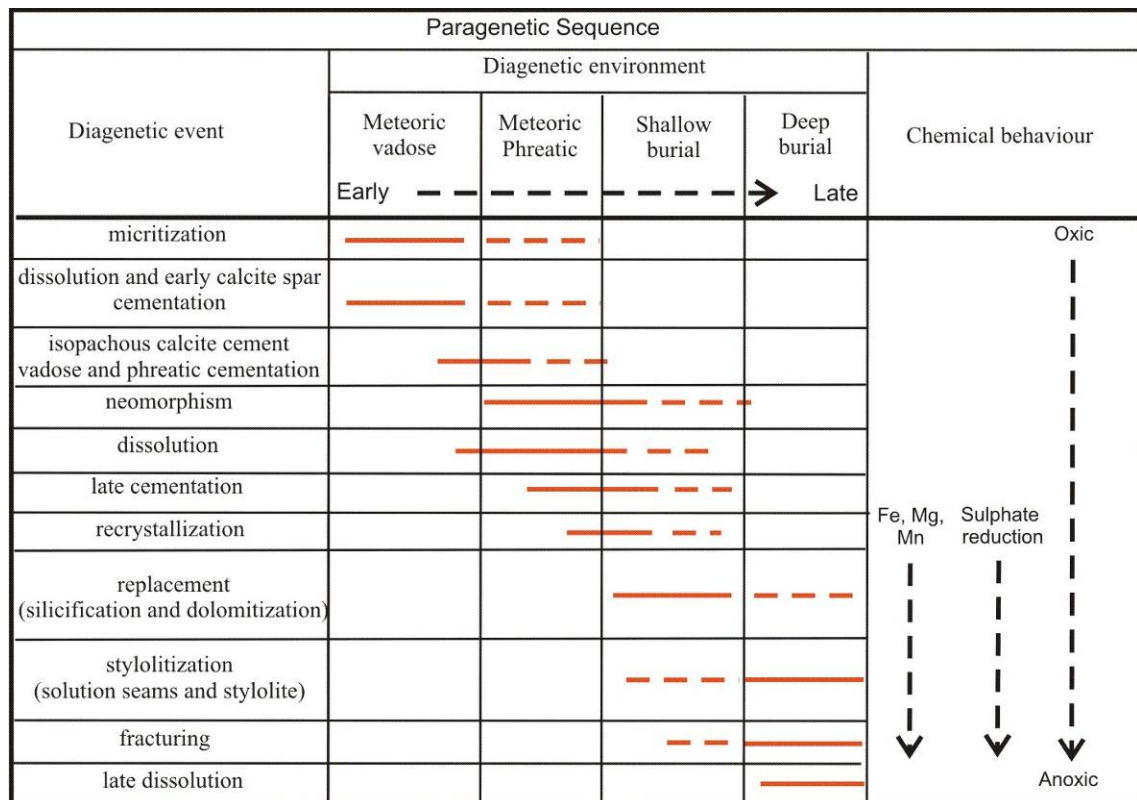 Paragenetic Sequence
Diagenetic event
Diagenetic environment
Chemical behaviour
Meteoric
vadose
Meteoric
Phreatic
Shallow
burial
Deep
burial
Early
Late
micritization
dissolution and early calcite spar
cementation
isopachous calcite cement
vadose and phreatic cementation
neomorphism
dissolution
late cementation
recrystallization
replacement
(silicification and dolomitization)
stylolitization
(solution seams and stylolite)
fracturing
late dissolution
Oxic
Fe, Mg,
Mn
Sulphate
reduction
Anoxic